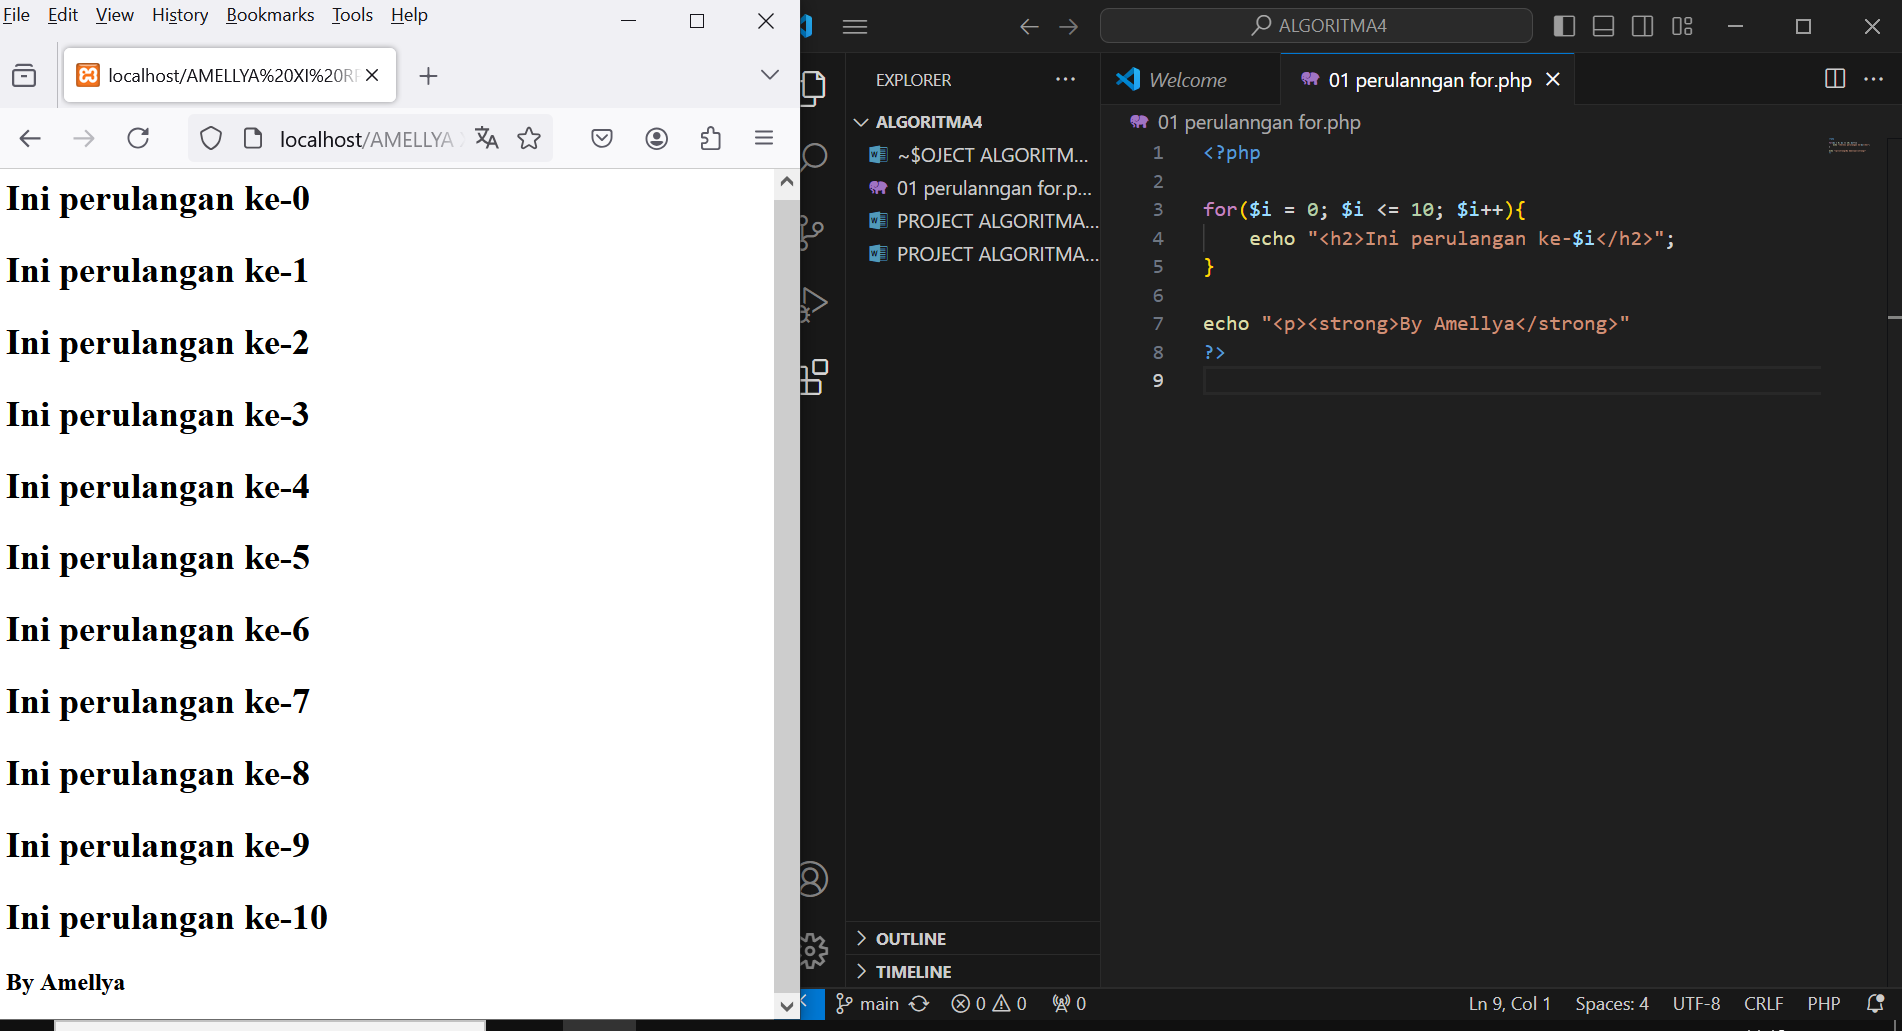 File Edit View History Bookmarks Tools Help
localhost/AMELLYA%20XI%20RP
localhost/AMELLYA
Ini perulangan ke-0
Ini perulangan ke-1
Ini perulangan ke-2
Ini perulangan ke-3
Ini perulangan ke-4
Ini perulangan ke-5
Ini perulangan ke-6
Ini perulangan ke-7
Ini perulangan ke-8
Ini perulangan ke-9
Ini perulangan ke-10
By Amellya
ALGORITMA4
EXPLORER
ALGORITMA4
~$OJECT ALGORITM...
01 perulanngan for.p...
PROJECT ALGORITMA...
PROJECT ALGORITMA...
OUTLINE
TIMELINE
Welcome
01 perulanngan for.php
01 perulanngan for.php
1 <?php
2
3 for($i = 0; $i <= 10; $i++){
4 echo "<h2>Ini perulangan ke-$i</h2>";
5 }
6
7 echo "<p><strong>By Amellya</strong>"
8 ?>
9
main 0 0 0
Ln 9, Col 1 Spaces: 4 UTF-8 CRLF PHP